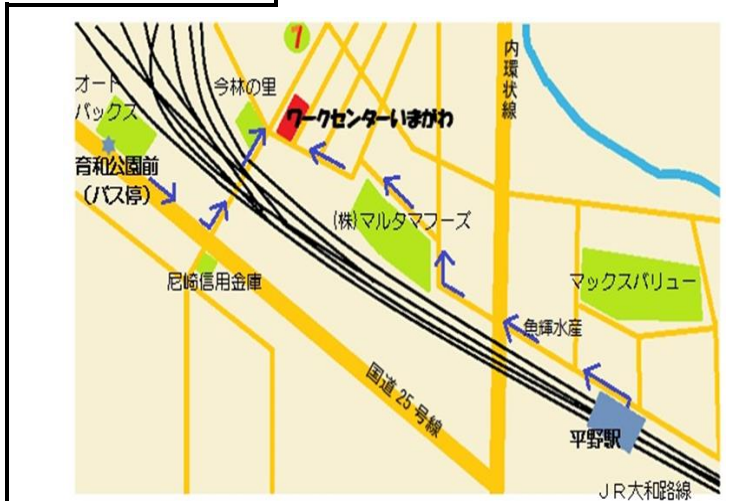 7
内環状線
オート
バックス
今林の里
ワークセンターいまがわ
育和公園前
(バス停)
(株)マルタマフーズ
尼崎信用金庫
マックスバリュー
魚輝水産
国道25号線
平野駅
JR大和路線